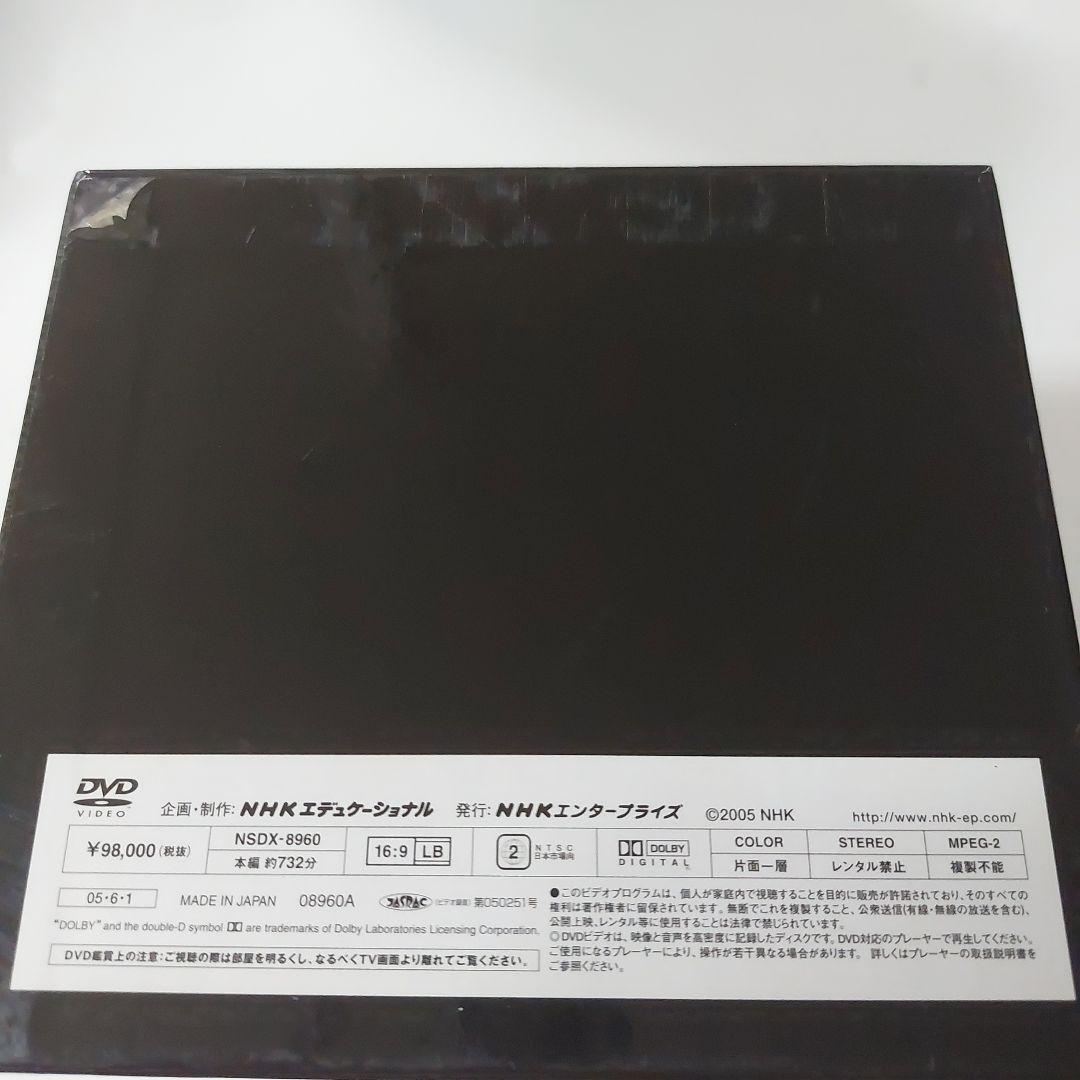 DVD
VIDEO
企画・制作:NHKエデュケーショナル 発行:NHKエンタープライズ ©2005 NHK http://www.nhk-ep.com/
¥98,000(税抜)
NSDX-8960
本編 約732分
16:9 LB
2
NTSC
日本市場向
DOLBY
DIGITAL
COLOR STEREO MPEG-2
片面一層 レンタル禁止 複製不能
05・6・1 MADE IN JAPAN 08960A JASRAC (ビデオ録画) 第050251号
"DOLBY" and the double-D symbol are trademarks of Dolby Laboratories Licensing Corporation.
DVD鑑賞上の注意:ご視聴の際は部屋を明るくし、なるべくTV画面より離れてご覧ください。
●このビデオプログラムは、個人が家庭内で視聴することを目的に販売が許諾されており、そのすべての
権利は著作権者に留保されています。無断でこれを複製すること、公衆送信(有線・無線の放送を含む)、
公開上映、レンタル等に使用することは法律で禁じられています。
◎DVDビデオは、映像と音声を高密度に記録したディスクです。DVD対応のプレーヤーで再生してください。
ご使用になるプレーヤーにより、操作が若干異なる場合があります。 詳しくはプレーヤーの取扱説明書を
ご参照ください。